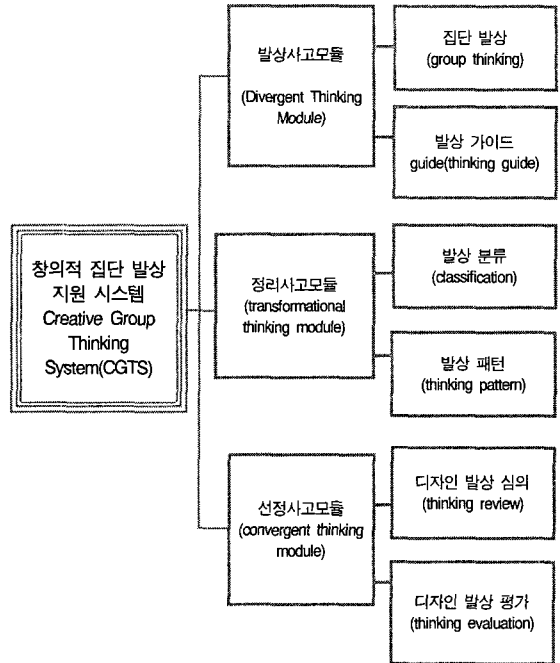 창의적 집단 발상
지원 시스템
Creative Group
Thinking
System(CGTS)
발상사고모듈
(Divergent Thinking
Module)
집단 발상
(group thinking)
발상 가이드
guide(thinking guide)
정리사고모듈
(transformational
thinking module)
발상 분류
(classification)
발상 패턴
(thinking pattern)
선정사고모듈
(convergent thinking
module)
디자인 발상 심의
(thinking review)
디자인 발상 평가
(thinking evaluation)